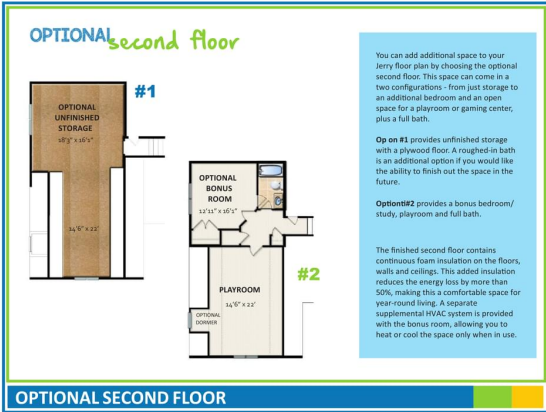 OPTIONAL second floor
#1
OPTIONAL
UNFINISHED
STORAGE
18'3" x 16'1"
14'6" x 22'
OPTIONAL
BONUS
ROOM
12'11" x 16'1"
#2
PLAYROOM
14'6" x 22'
OPTIONAL
DORMER
You can add additional space to your
Jerry floor plan by choosing the optional
second floor. This space can come in a
two configurations - from just storage to
an additional bedroom and an open
space for a playroom or gaming center,
plus a full bath.
Op on #1 provides unfinished storage
with a plywood floor. A roughed-in bath
is an additional option if you would like
the ability to finish out the space in the
future.
Optionti#2 provides a bonus bedroom/
study, playroom and full bath.
The finished second floor contains
continuous foam insulation on the floors,
walls and ceilings. This added insulation
reduces the energy loss by more than
50%, making this a comfortable space for
year-round living. A separate
supplemental HVAC system is provided
with the bonus room, allowing you to
heat or cool the space only when in use.
OPTIONAL SECOND FLOOR